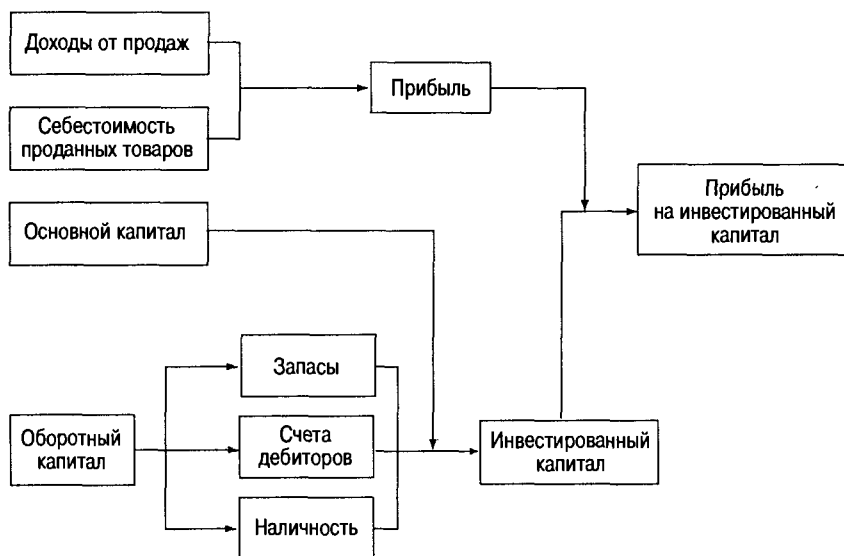 Доходы от продаж
Прибыль
Себестоимость
проданных товаров
Прибыль
на инвестированный
капитал
Основной капитал
Запасы
Оборотный
капитал
Счета
дебиторов
Инвестированный
капитал
Наличность